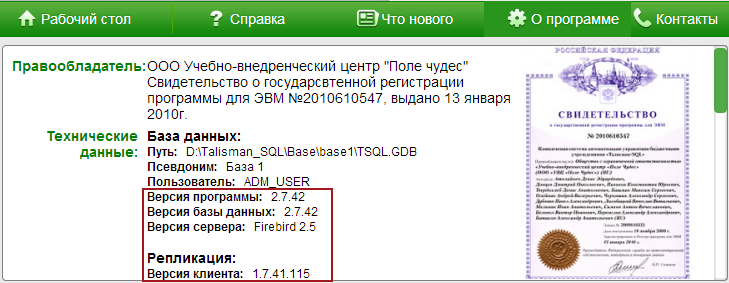 Рабочий стол
Справка
Что нового
О программе
Контакты
Правообладатель: ООО Учебно-внедренческий центр "Поле чудес"
Свидетельство о государсвтенной регистрации
программы для ЭВМ №2010610547, выдано 13 января
2010г.
Технические База данных:
данные: Путь: D:\Talisman_SQL\Base\base1\TSQL.GDB
Псевдоним: База 1
Пользователь: ADM_USER
Версия программы: 2.7.42
Версия базы данных: 2.7.42
Версия сервера: Firebird 2.5
Репликация:
Версия клиента: 1.7.41.115
РОССИЙСКАЯ ФЕДЕРАЦИЯ
СВИДЕТЕЛЬСТВО
о государственной регистрации программы для ЭВМ
№ 2010610547